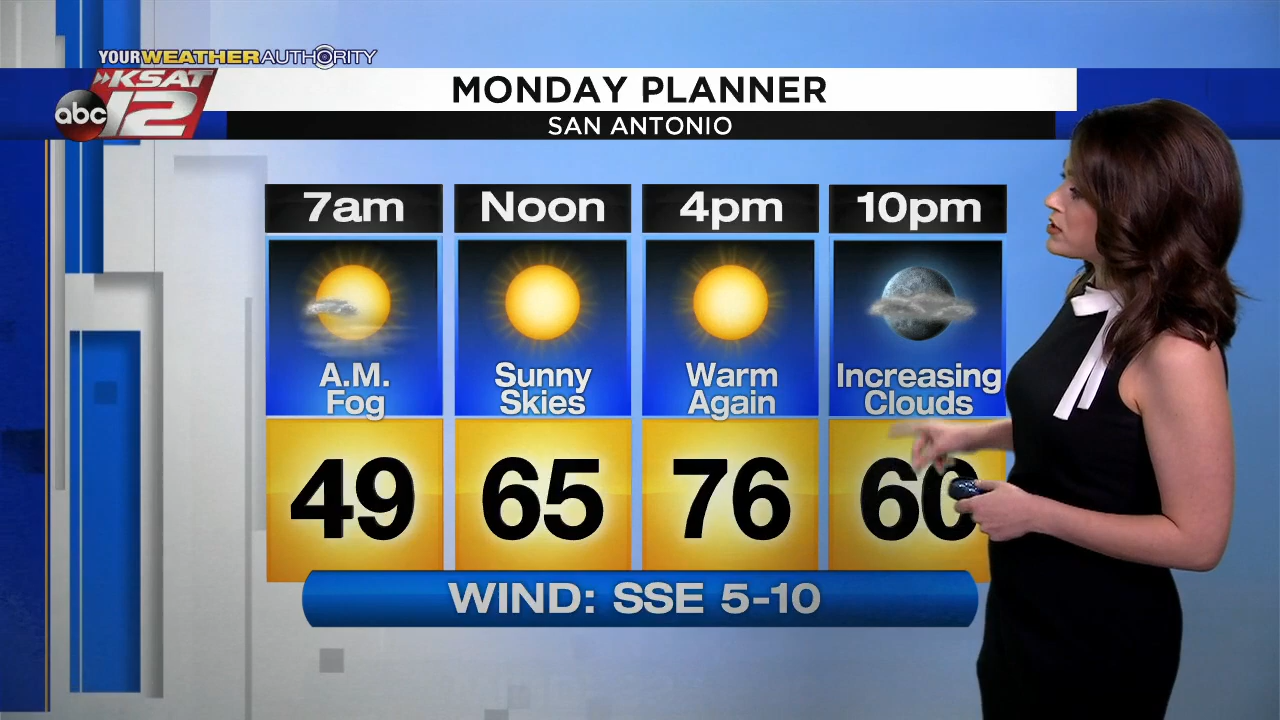 YOURWEATHERAUTHORITY
KSAT
abc 12
MONDAY PLANNER
SAN ANTONIO
7am Noon 4pm 10pm
A.M. Sunny Warm Increasing
Fog Skies Again Clouds
49 65 76 60
WIND: SSE 5-10